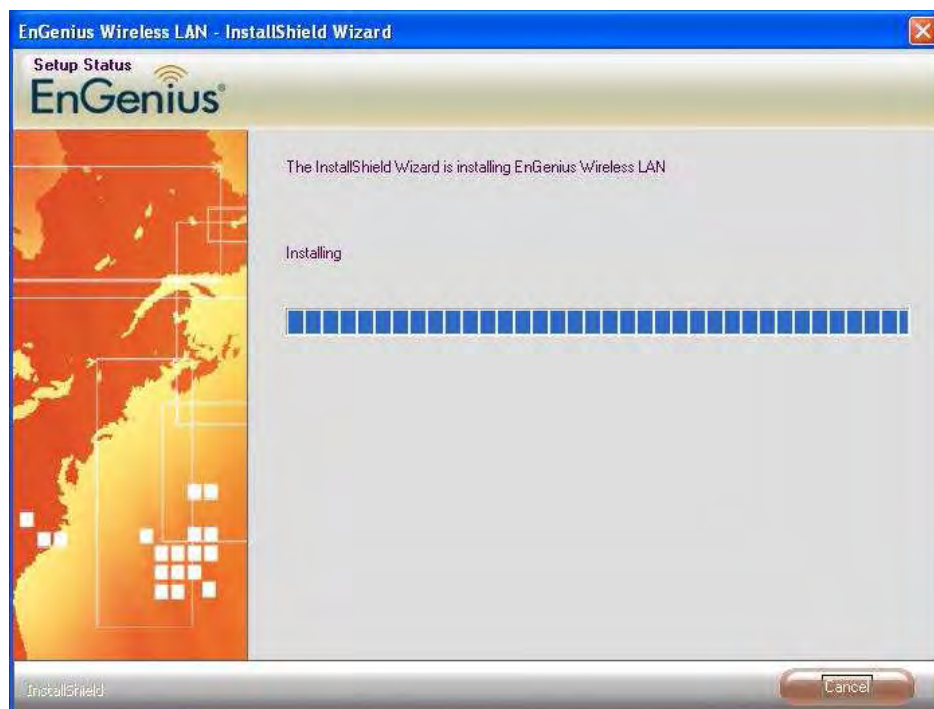 EnGenius Wireless LAN - InstallShield Wizard
Setup Status
EnGenius®
The InstallShield Wizard is installing EnGenius Wireless LAN
Installing
InstallShield
Cancel